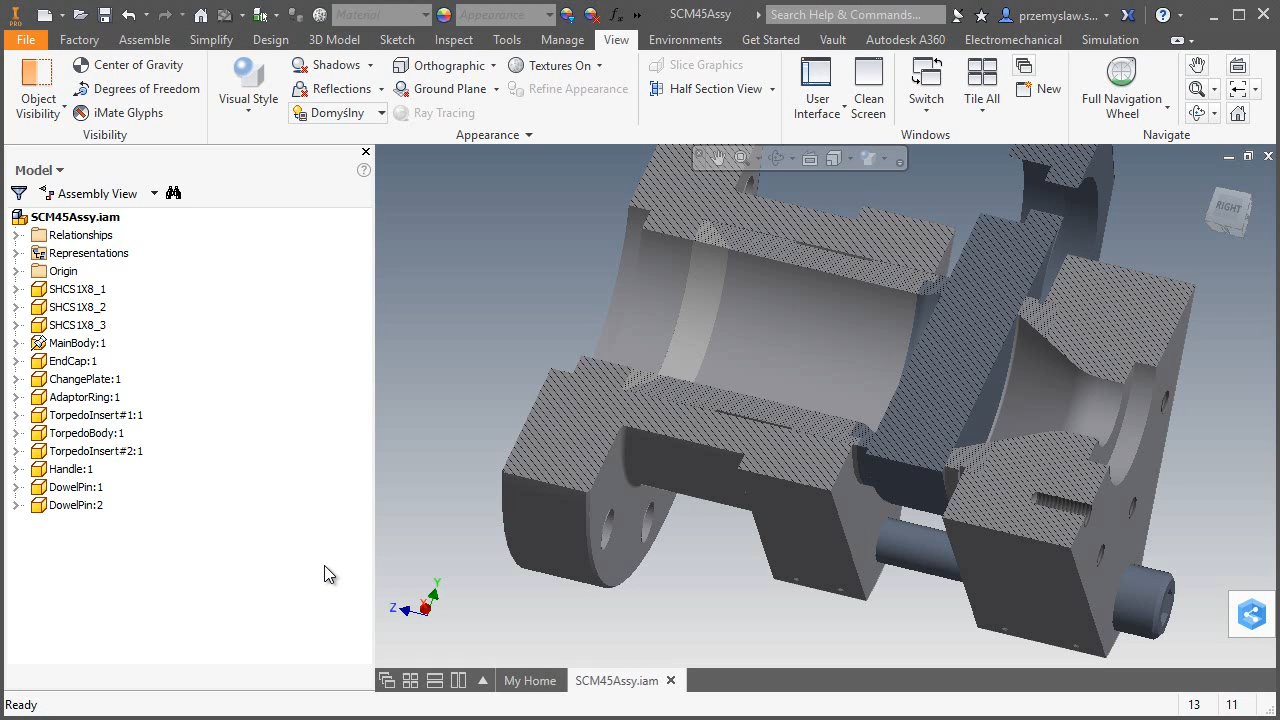 PRO
Material
Appearance
SCM45Assy
Search Help & Commands...
przemyslaw.s...
File
Factory
Assemble
Simplify
Design
3D Model
Sketch
Inspect
Tools
Manage
View
Environments
Get Started
Vault
Autodesk A360
Electromechanical
Simulation
Object Visibility
Center of Gravity
Degrees of Freedom
iMate Glyphs
Visibility
Visual Style
Shadows
Reflections
Domyślny
Orthographic
Ground Plane
Ray Tracing
Textures On
Refine Appearance
Appearance
Slice Graphics
Half Section View
User Interface
Clean Screen
Switch
Tile All
New
Windows
Full Navigation Wheel
Navigate
Model
Assembly View
SCM45Assy.iam
Relationships
Representations
Origin
SHCS1X8_1
SHCS1X8_2
SHCS1X8_3
MainBody:1
EndCap:1
ChangePlate:1
AdaptorRing:1
TorpedoInsert#1:1
TorpedoBody:1
TorpedoInsert#2:1
Handle:1
DowelPin:1
DowelPin:2
RIGHT
Y
X
Z
My Home
SCM45Assy.iam
Ready
13
11